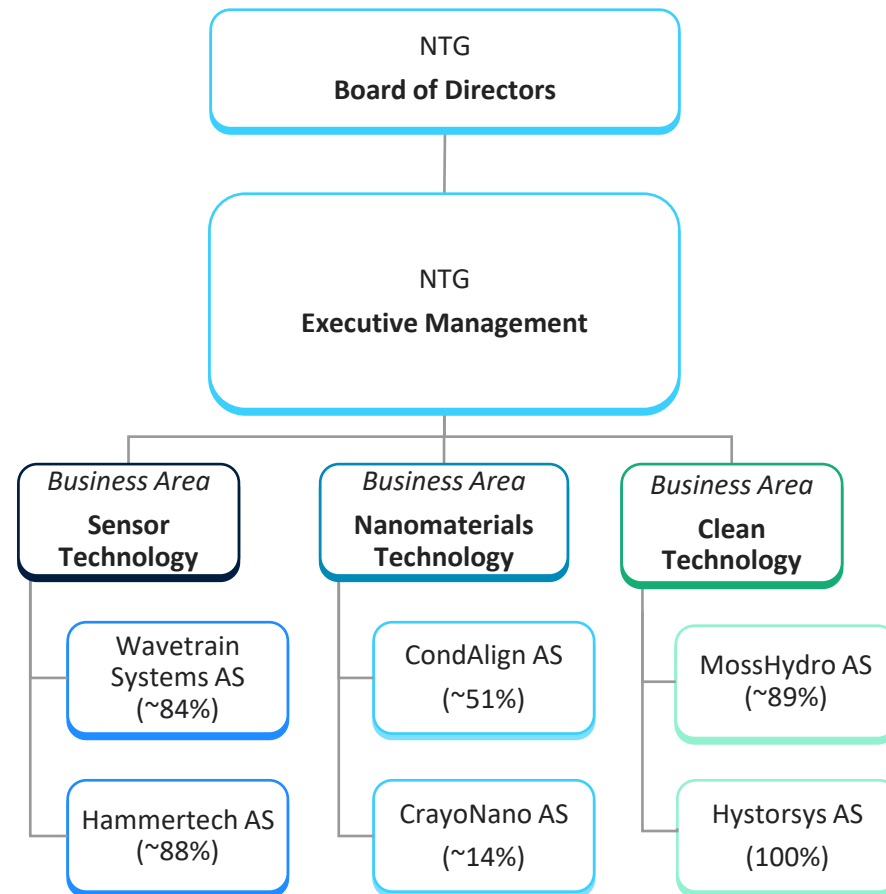 NTG
Board of Directors
NTG
Executive Management
Business Area
Sensor
Technology
Business Area
Nanomaterials
Technology
Business Area
Clean
Technology
Wavetrain
Systems AS
(~84%)
CondAlign AS
(~51%)
MossHydro AS
(~89%)
Hammertech AS
(~88%)
CrayoNano AS
(~14%)
Hystorsys AS
(100%)